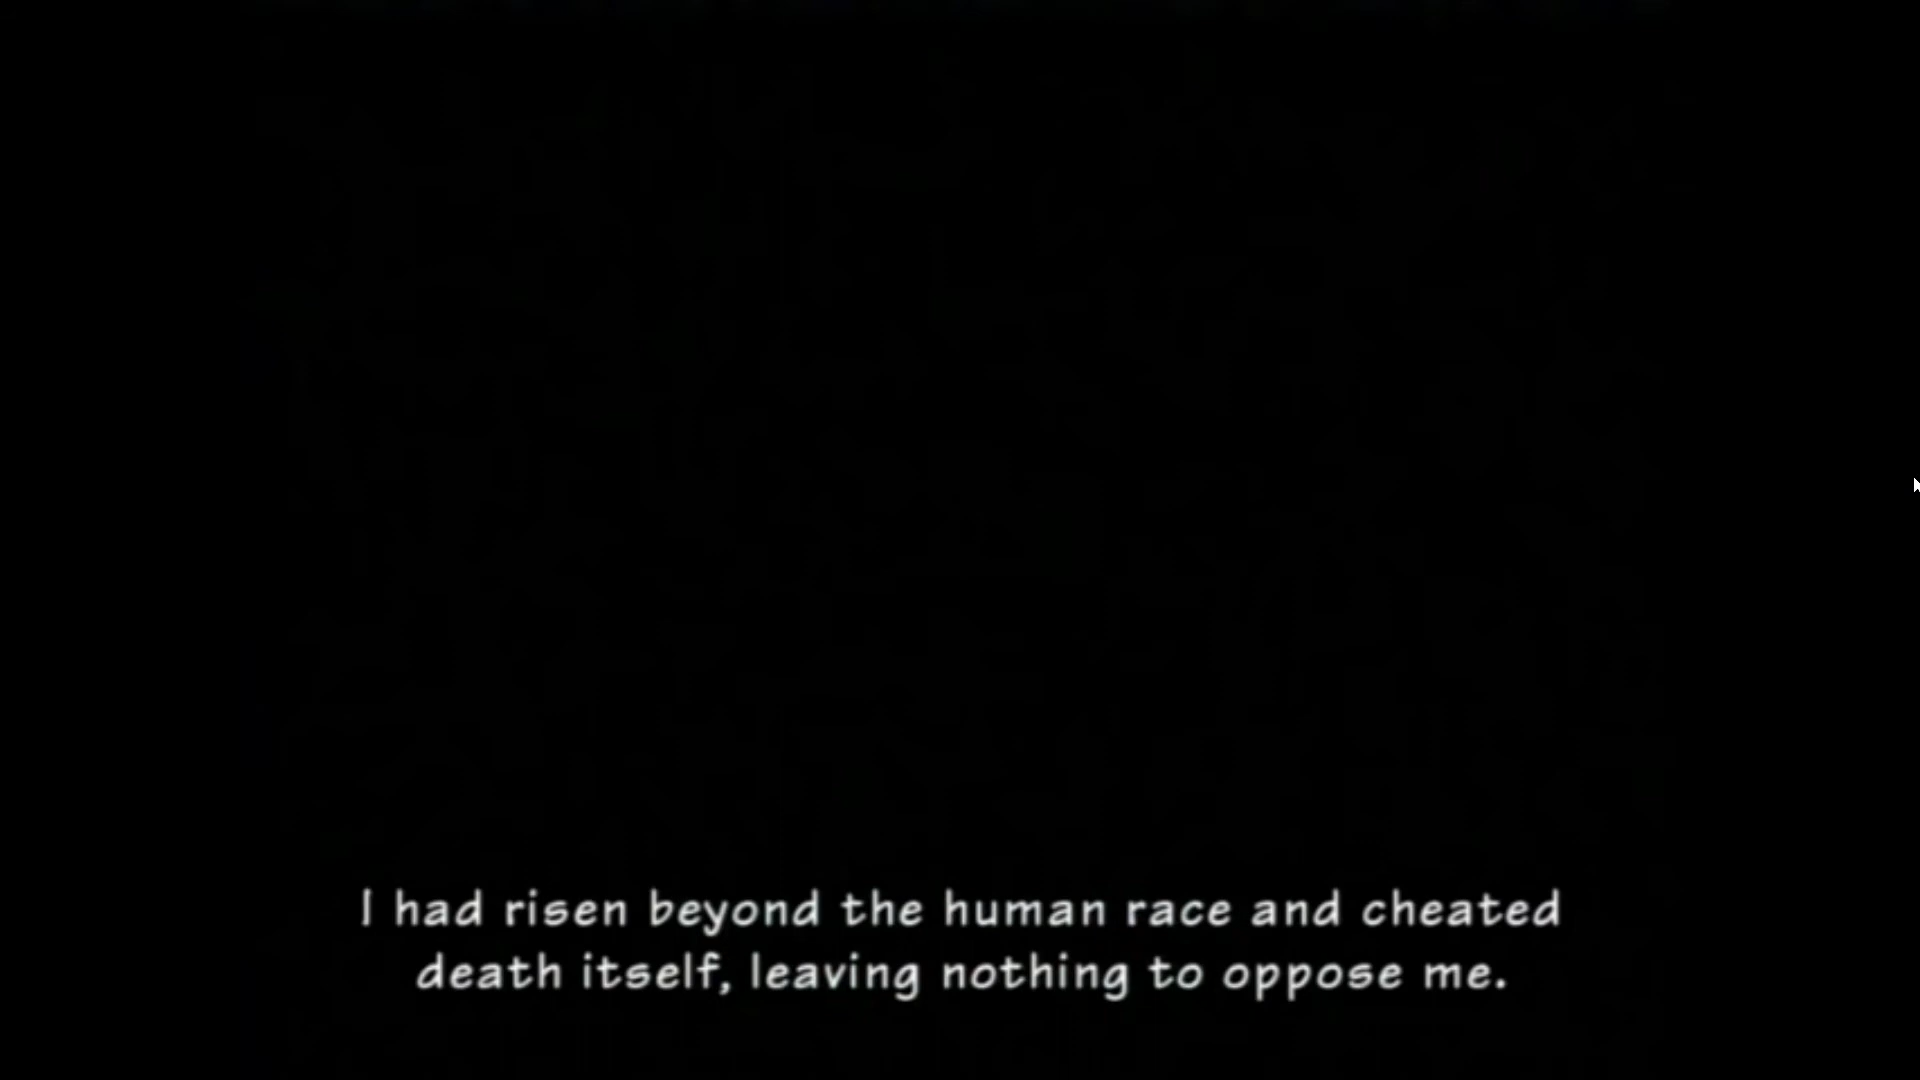 I had risen beyond the human race and cheated
death itself, leaving nothing to oppose me.